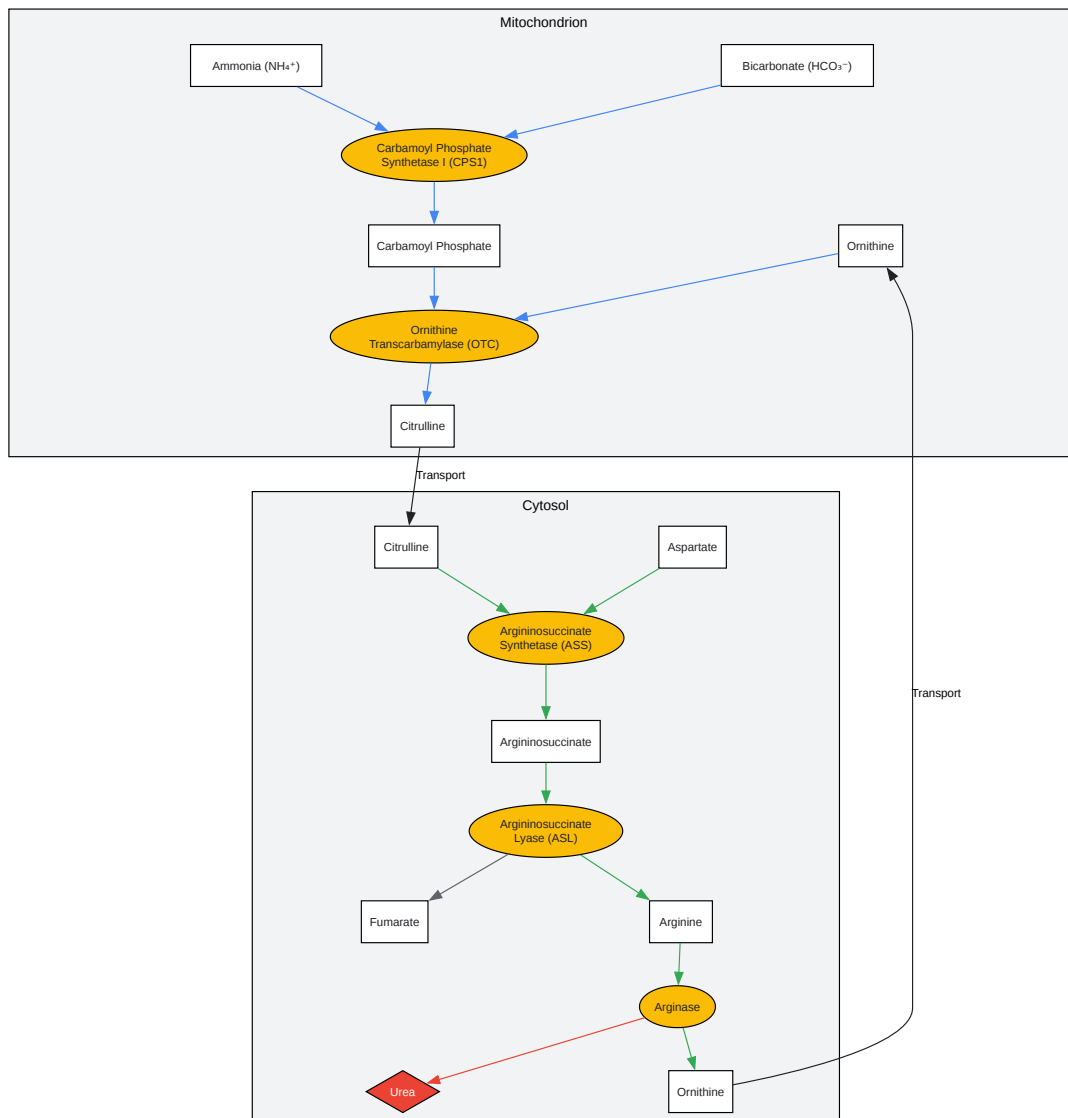 Mitochondrion
Ammonia (NH₄⁺)
Bicarbonate (HCO₃⁻)
Carbamoyl Phosphate
Synthetase I (CPS1)
Carbamoyl Phosphate
Ornithine
Ornithine
Transcarbamylase (OTC)
Citrulline
Transport
Cytosol
Citrulline
Aspartate
Argininosuccinate
Synthetase (ASS)
Transport
Argininosuccinate
Argininosuccinate
Lyase (ASL)
Fumarate
Arginine
Arginase
Urea
Ornithine